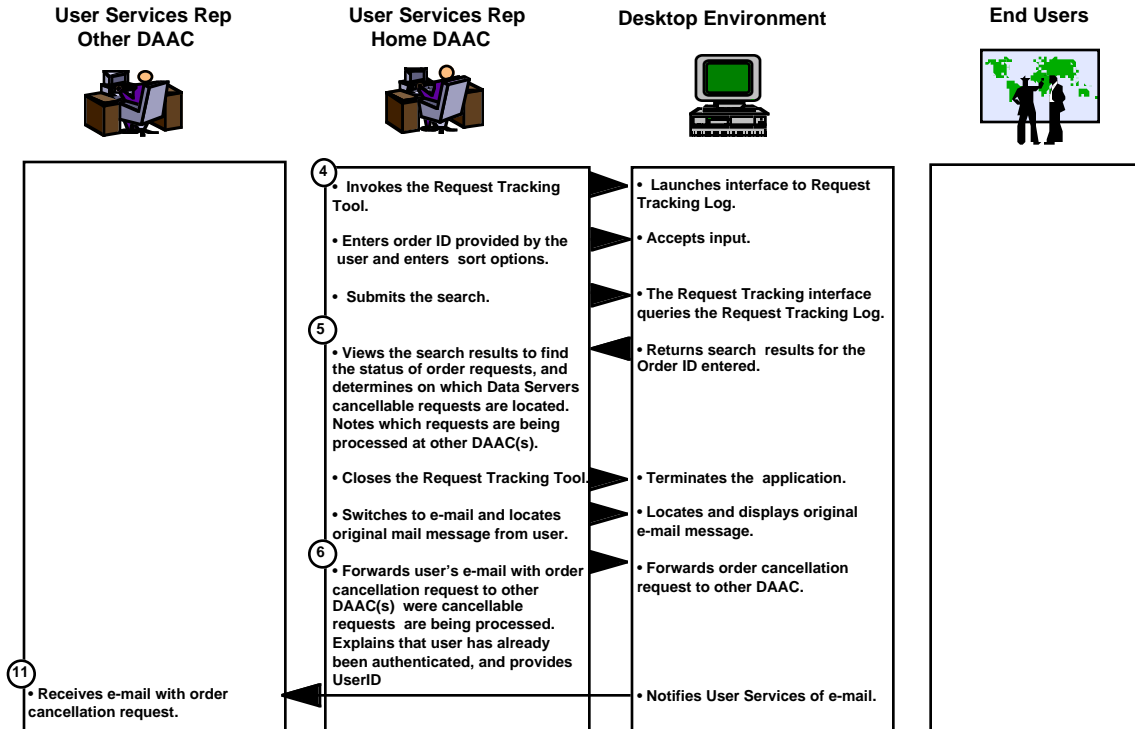 User Services Rep
Other DAAC
User Services Rep
Home DAAC
Desktop Environment
End Users
4
• Invokes the Request Tracking
Tool.
• Launches interface to Request
Tracking Log.
• Enters order ID provided by the
user and enters sort options.
• Accepts input.
• Submits the search.
• The Request Tracking interface
queries the Request Tracking Log.
5
• Views the search results to find
the status of order requests, and
determines on which Data Servers
cancellable requests are located.
Notes which requests are being
processed at other DAAC(s).
• Returns search results for the
Order ID entered.
• Closes the Request Tracking Tool.
• Terminates the application.
• Switches to e-mail and locates
original mail message from user.
• Locates and displays original
e-mail message.
6
• Forwards user's e-mail with order
cancellation request to other
DAAC(s) were cancellable
requests are being processed.
Explains that user has already
been authenticated, and provides
UserID
• Forwards order cancellation
request to other DAAC.
11
• Receives e-mail with order
cancellation request.
• Notifies User Services of e-mail.